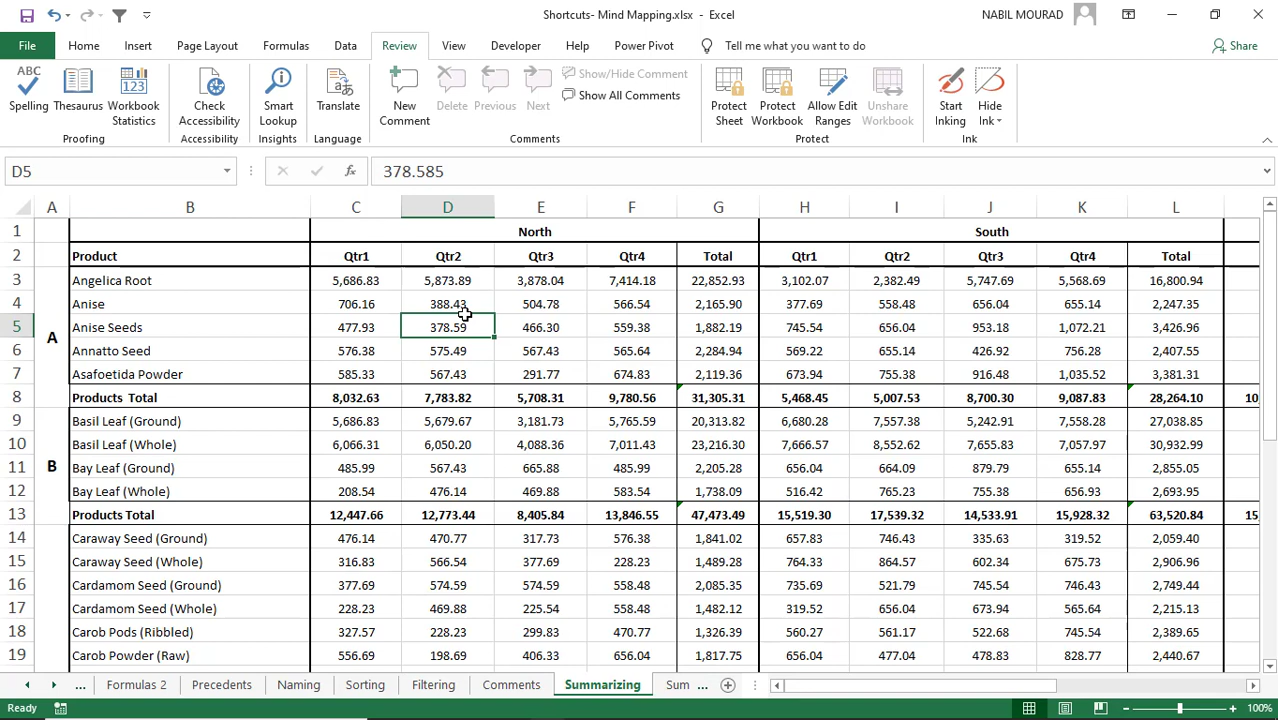 Shortcuts- Mind Mapping.xlsx - Excel
NABIL MOURAD
File Home Insert Page Layout Formulas Data Review View Developer Help Power Pivot Tell me what you want to do Share
ABC
123
Spelling Thesaurus Workbook Statistics Check Accessibility Smart Lookup Translate New Comment Delete Previous Next Show/Hide Comment Show All Comments Protect Sheet Protect Workbook Allow Edit Ranges Unshare Workbook Start Inking Hide Ink
Proofing Accessibility Insights Language Comments Protect Ink
D5 fx 378.585
A B C D E F G H I J K L
1 North South
2 Product Qtr1 Qtr2 Qtr3 Qtr4 Total Qtr1 Qtr2 Qtr3 Qtr4 Total
3 Angelica Root 5,686.83 5,873.89 3,878.04 7,414.18 22,852.93 3,102.07 2,382.49 5,747.69 5,568.69 16,800.94
4 Anise 706.16 388.43 504.78 566.54 2,165.90 377.69 558.48 656.04 655.14 2,247.35
5 A Anise Seeds 477.93 378.59 466.30 559.38 1,882.19 745.54 656.04 953.18 1,072.21 3,426.96
6 Annatto Seed 576.38 575.49 567.43 565.64 2,284.94 569.22 655.14 426.92 756.28 2,407.55
7 Asafoetida Powder 585.33 567.43 291.77 674.83 2,119.36 673.94 755.38 916.48 1,035.52 3,381.31
8 Products Total 8,032.63 7,783.82 5,708.31 9,780.56 31,305.31 5,468.45 5,007.53 8,700.30 9,087.83 28,264.10 10,
9 Basil Leaf (Ground) 5,686.83 5,679.67 3,181.73 5,765.59 20,313.82 6,680.28 7,557.38 5,242.91 7,558.28 27,038.85
10 Basil Leaf (Whole) 6,066.31 6,050.20 4,088.36 7,011.43 23,216.30 7,666.57 8,552.62 7,655.83 7,057.97 30,932.99
11 B Bay Leaf (Ground) 485.99 567.43 665.88 485.99 2,205.28 656.04 664.09 879.79 655.14 2,855.05
12 Bay Leaf (Whole) 208.54 476.14 469.88 583.54 1,738.09 516.42 765.23 755.38 656.93 2,693.95
13 Products Total 12,447.66 12,773.44 8,405.84 13,846.55 47,473.49 15,519.30 17,539.32 14,533.91 15,928.32 63,520.84 15,
14 Caraway Seed (Ground) 476.14 470.77 317.73 576.38 1,841.02 657.83 746.43 335.63 319.52 2,059.40
15 Caraway Seed (Whole) 316.83 566.54 377.69 228.23 1,489.28 764.33 864.57 602.34 675.73 2,906.96
16 Cardamom Seed (Ground) 377.69 574.59 574.59 558.48 2,085.35 735.69 521.79 745.54 746.43 2,749.44
17 Cardamom Seed (Whole) 228.23 469.88 225.54 558.48 1,482.12 319.52 656.04 673.94 565.64 2,215.13
18 Carob Pods (Ribbled) 327.57 228.23 299.83 470.77 1,326.39 560.27 561.17 522.68 745.54 2,389.65
19 Carob Powder (Raw) 556.69 198.69 406.33 656.04 1,817.75 656.04 477.04 478.83 828.77 2,440.67
... Formulas 2 Precedents Naming Sorting Filtering Comments Summarizing Sum ...
Ready 100%